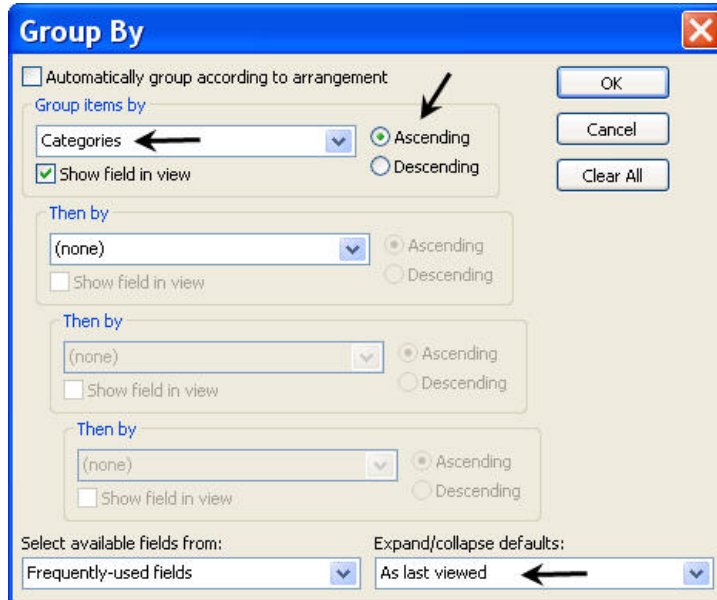 Group By
Automatically group according to arrangement
OK
Group items by
Categories
Ascending
Cancel
Show field in view
Descending
Clear All
Then by
(none)
Ascending
Show field in view
Descending
Then by
(none)
Ascending
Show field in view
Descending
Then by
(none)
Ascending
Show field in view
Descending
Select available fields from:
Expand/collapse defaults:
Frequently-used fields
As last viewed